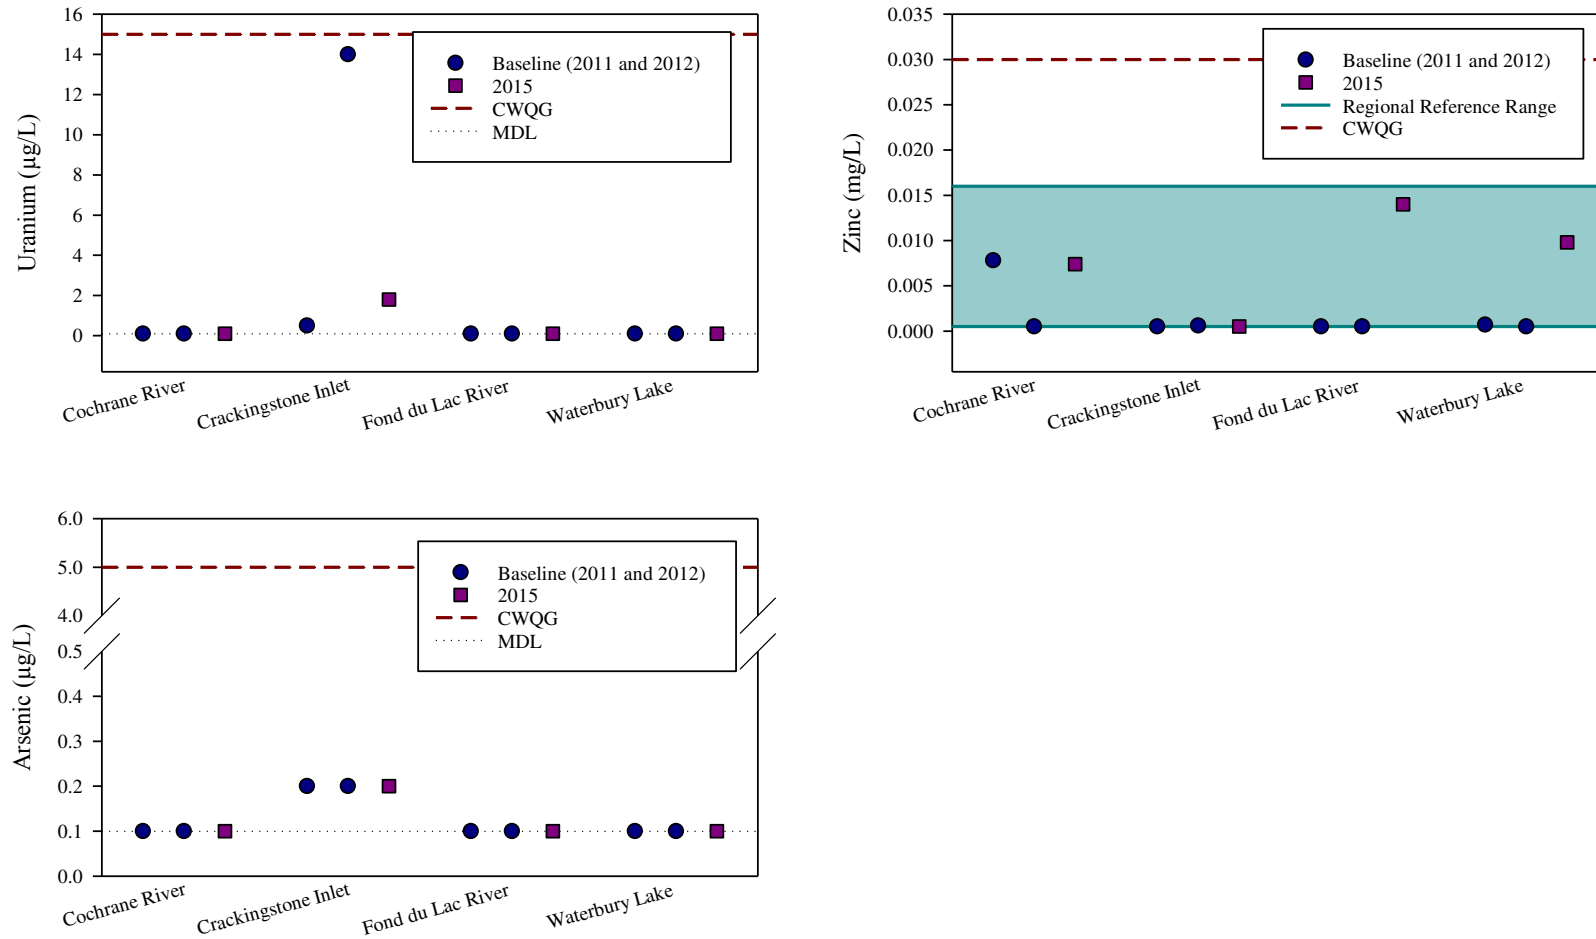 Uranium (µg/L)
16
14
12
10
8
6
4
2
0
Baseline (2011 and 2012)
2015
CWQG
MDL
Cochrane River
Crackingstone Inlet
Fond du Lac River
Waterbury Lake
Zinc (mg/L)
0.035
0.030
0.025
0.020
0.015
0.010
0.005
0.000
Baseline (2011 and 2012)
2015
Regional Reference Range
CWQG
Cochrane River
Crackingstone Inlet
Fond du Lac River
Waterbury Lake
Arsenic (µg/L)
6.0
5.0
4.0
0.5
0.4
0.3
0.2
0.1
0.0
Baseline (2011 and 2012)
2015
CWQG
MDL
Cochrane River
Crackingstone Inlet
Fond du Lac River
Waterbury Lake